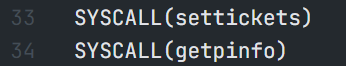 33 SYSCALL(settickets)
34 SYSCALL(getpinfo)